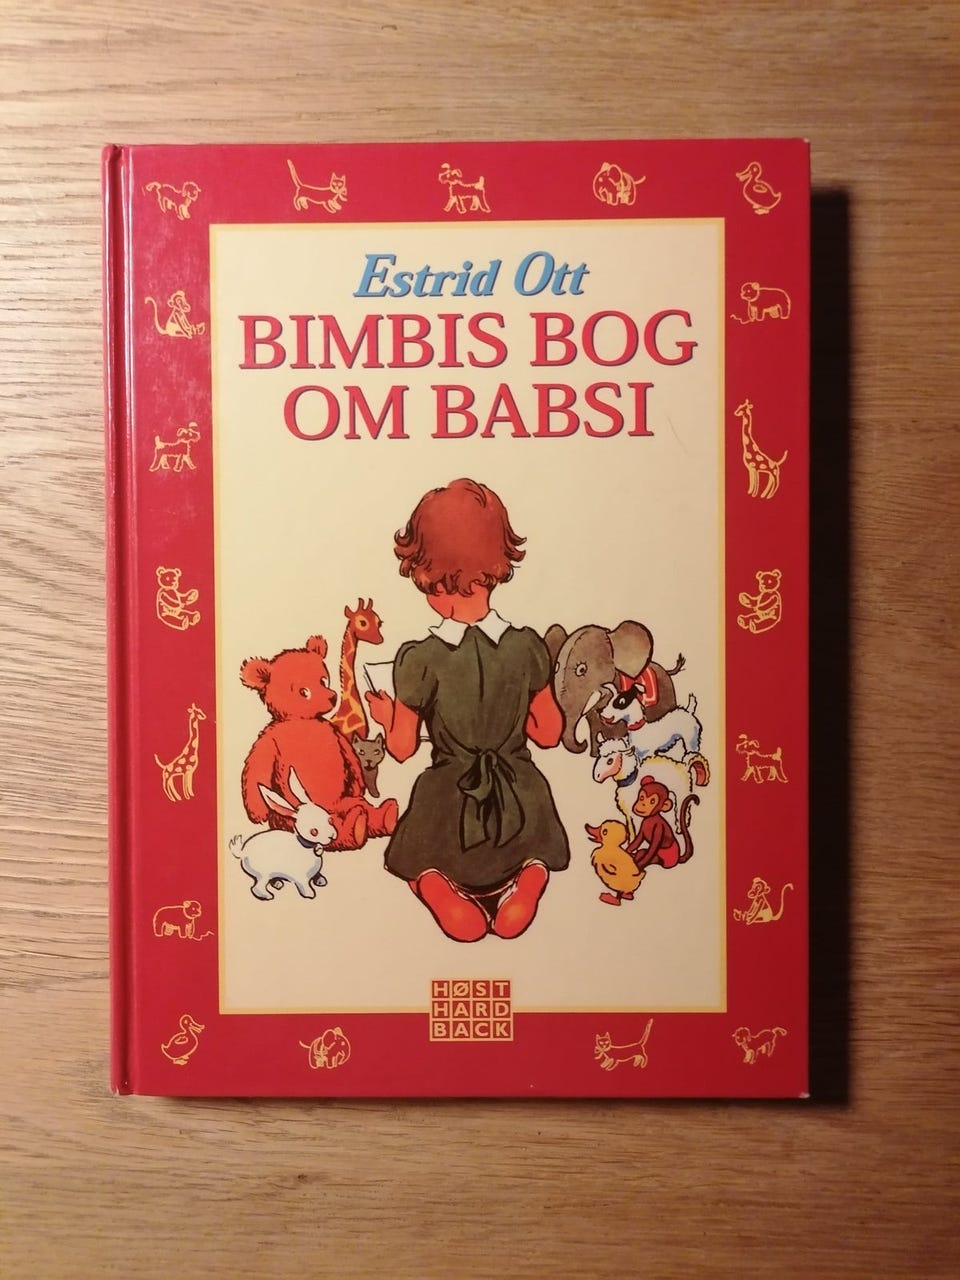 Estrid Ott
BIMBIS BOG
OM BABSI
HØST
HARD
BACK